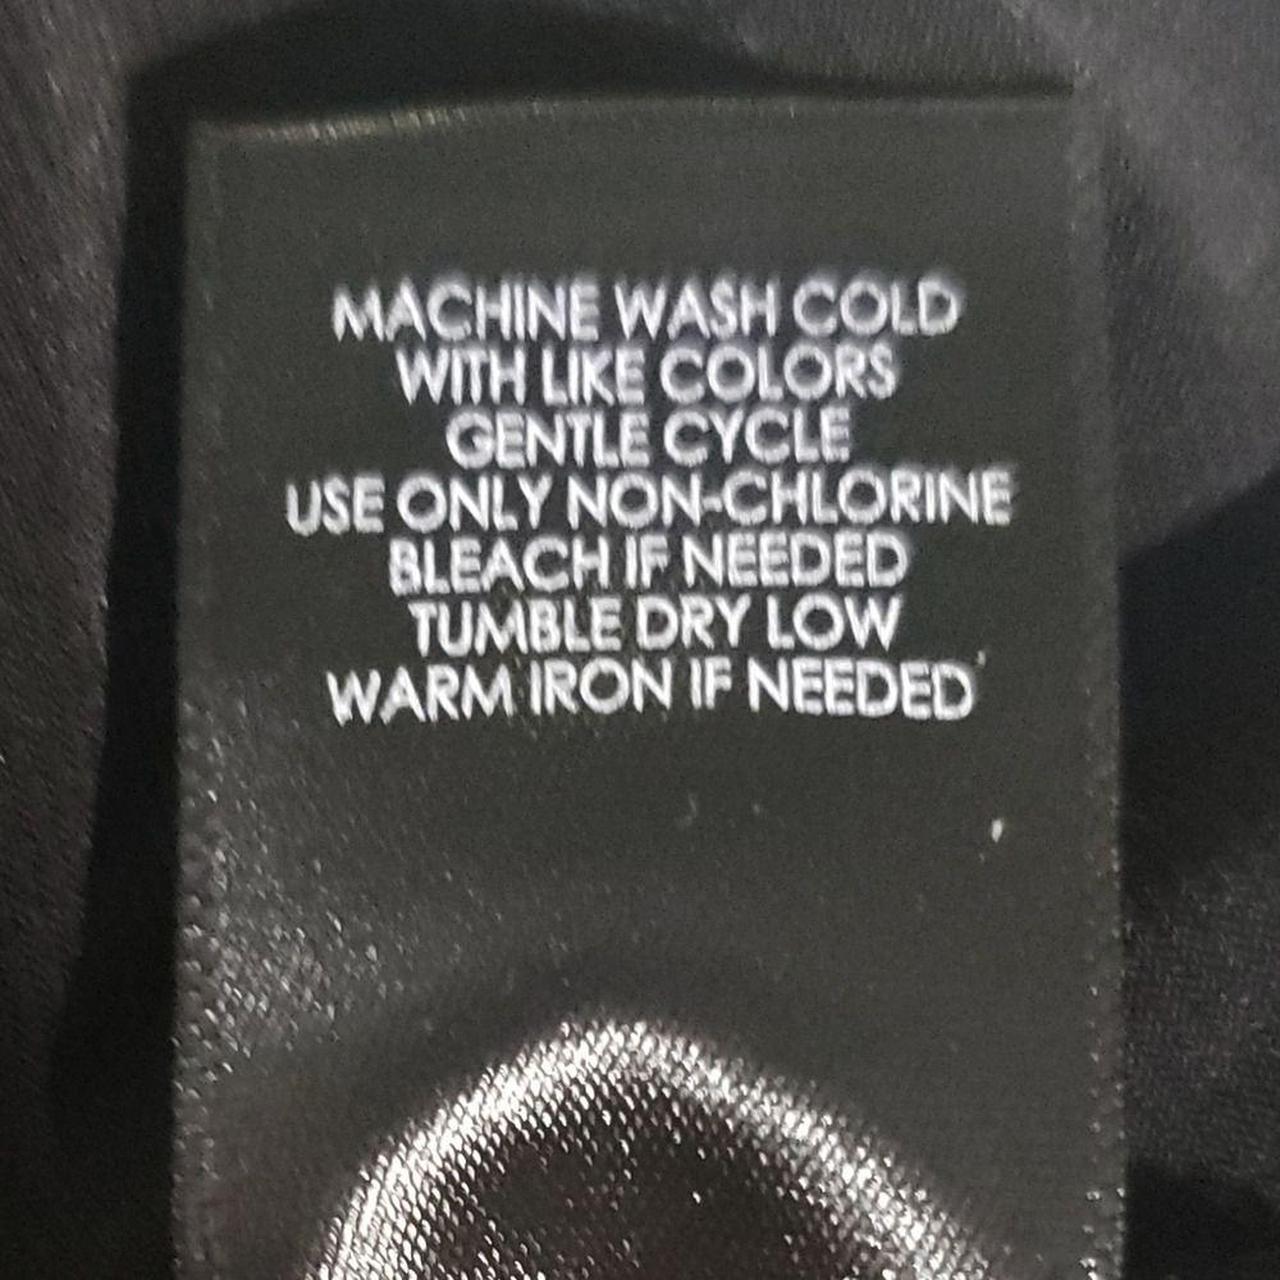 MACHINE WASH COLD
WITH LIKE COLORS
GENTLE CYCLE
USE ONLY NON-CHLORINE
BLEACH IF NEEDED
TUMBLE DRY LOW
WARM IRON IF NEEDED